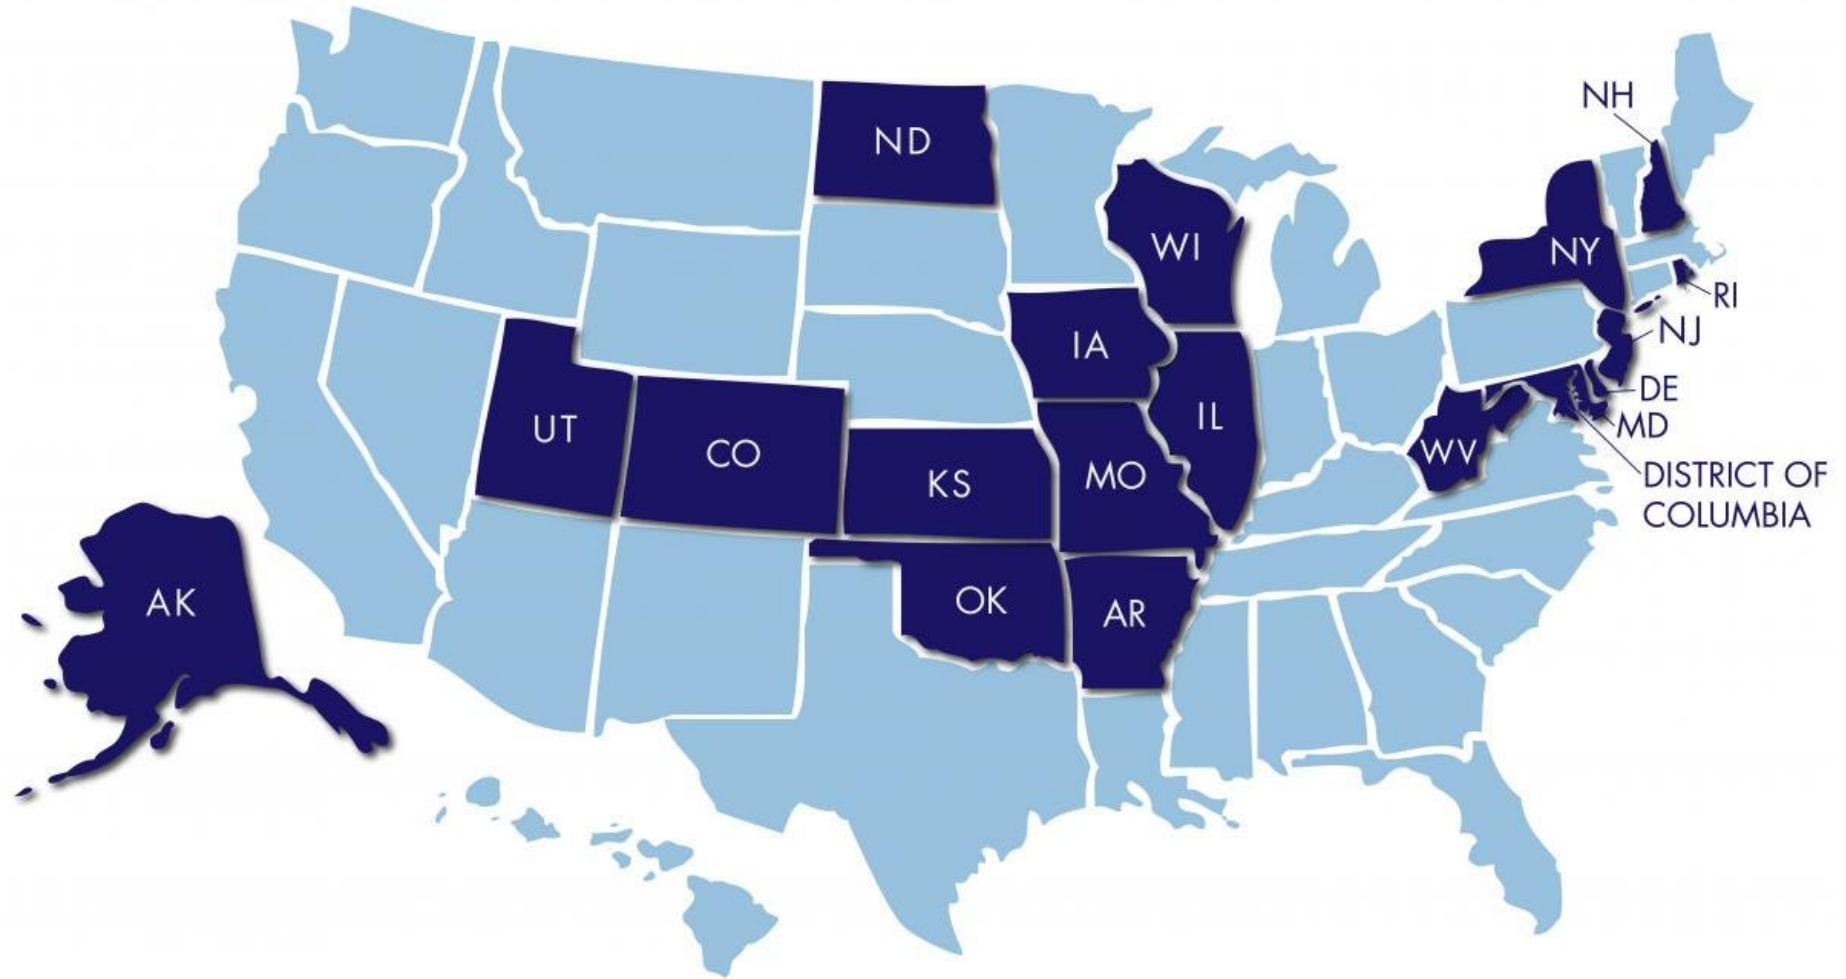 NH
ND
WI
NY
RI
NJ
IA
DE
UT
CO
IL
MD
WV
KS
MO
DISTRICT OF
COLUMBIA
AK
OK
AR